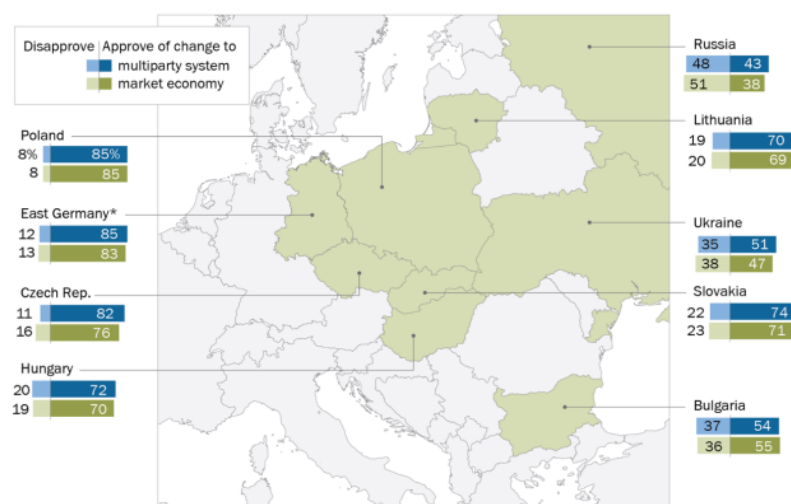 Disapprove Approve of change to
multiparty system
market economy
Poland
8% 85%
8 85
East Germany*
12 85
13 83
Czech Rep.
11 82
16 76
Hungary
20 72
19 70
Russia
48 43
51 38
Lithuania
19 70
20 69
Ukraine
35 51
38 47
Slovakia
22 74
23 71
Bulgaria
37 54
36 55